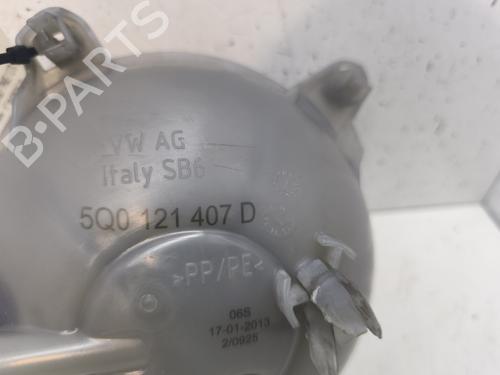 VW AG
Italy SB6
5Q0 121 407 D
>PP/PE<
06S
17-01-2013
2/0925
B-PARTS